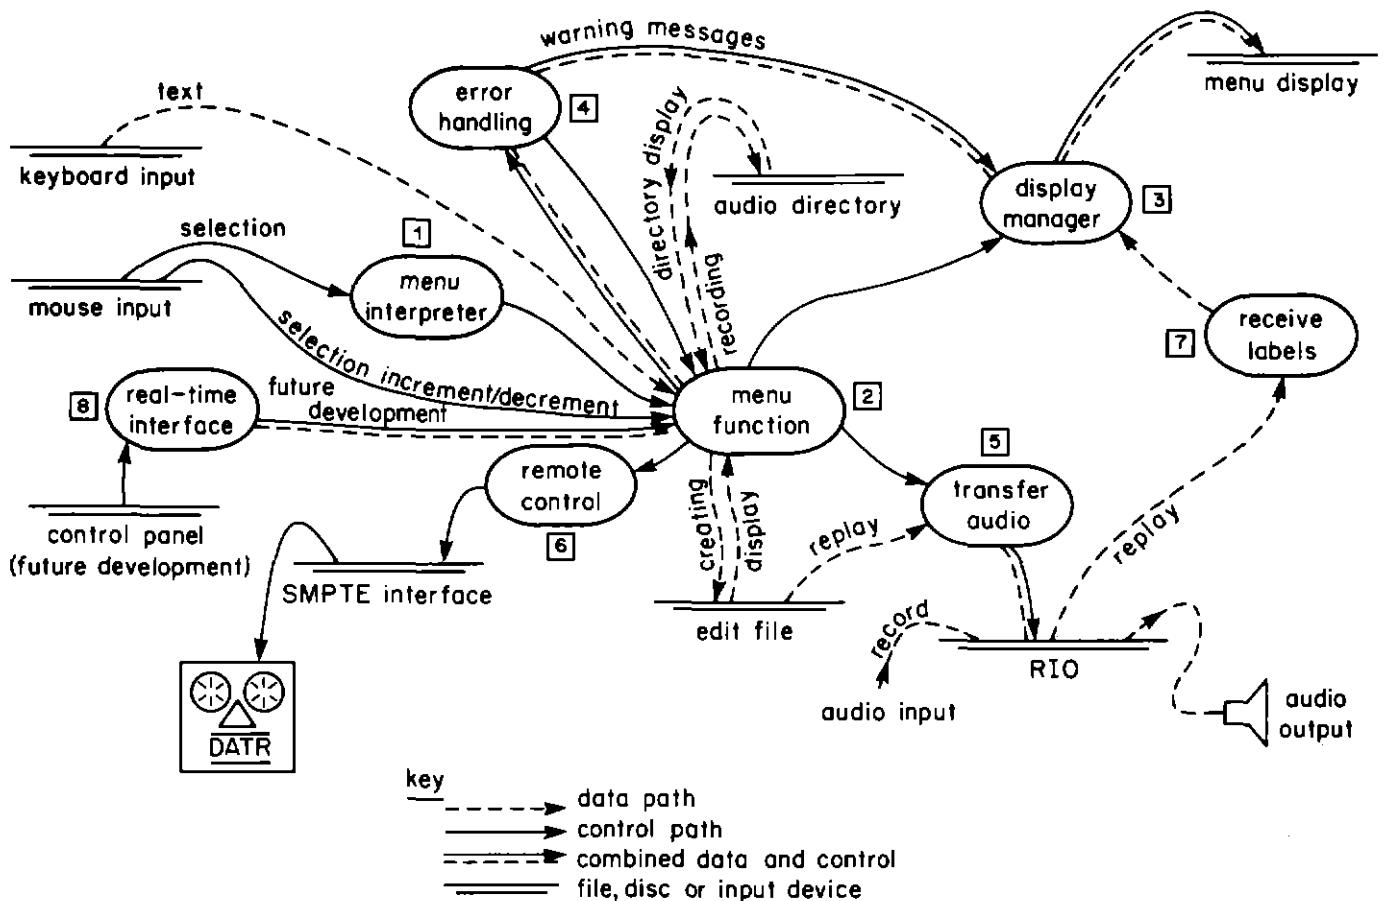 warning messages
error
handling
4
text
keyboard input
menu display
directory display
audio directory
recording
display
manager
3
selection
1
menu
interpreter
mouse input
selection increment/decrement
receive
labels
7
8
real-time
interface
future
development
menu
function
2
remote
control
6
5
transfer
audio
control panel
(future development)
SMPTE interface
creating
display
replay
replay
edit file
record
RIO
audio input
audio
output
DATR
key
data path
control path
combined data and control
file, disc or input device